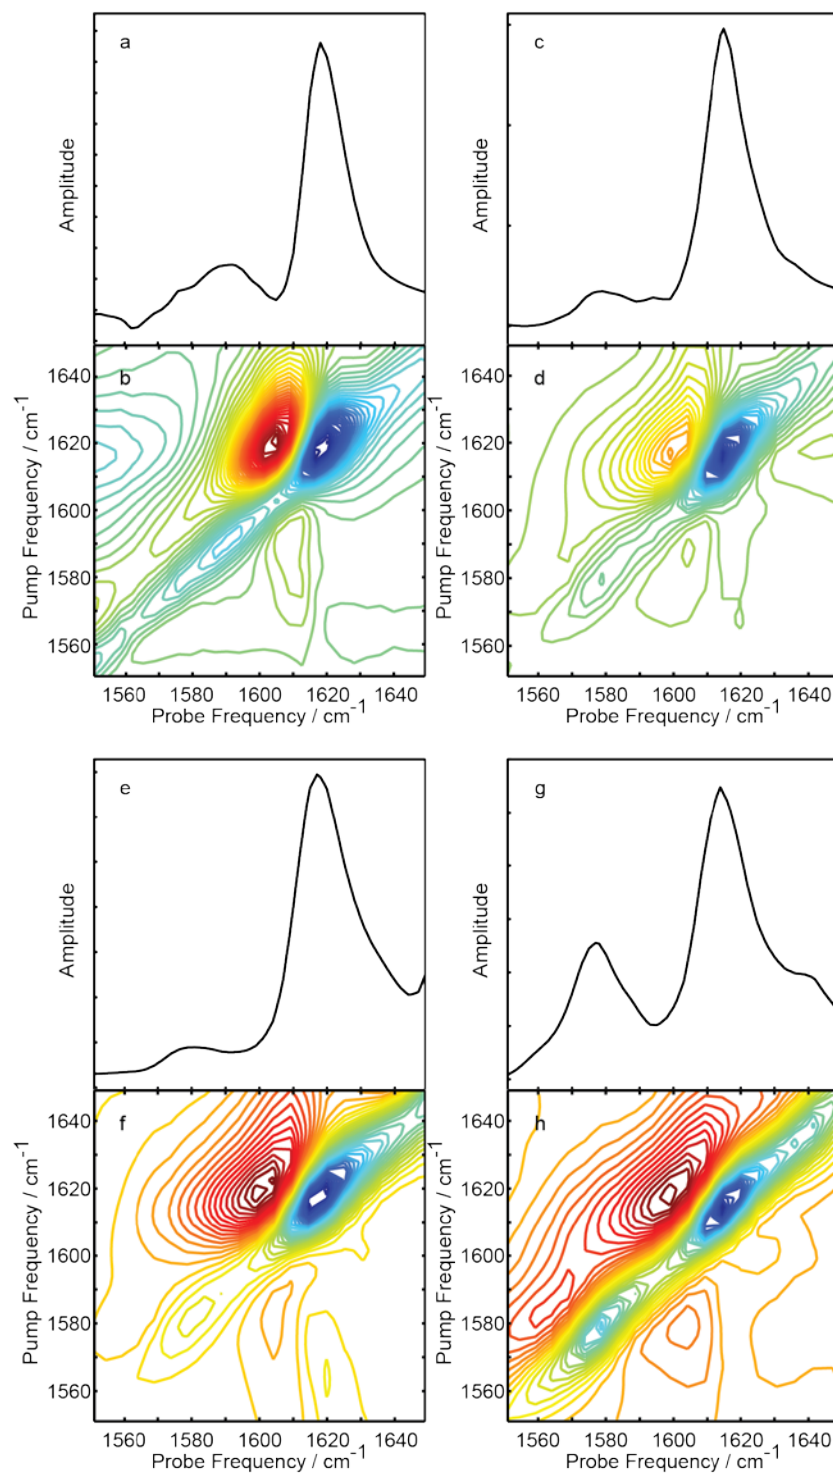 a
c
Amplitude
Amplitude
b
d
1640
1620
1600
1580
1560
1640
1620
1600
1580
1560
Pump Frequency / cm-1
Pump Frequency / cm-1
1560 1580 1600 1620 1640
1560 1580 1600 1620 1640
Probe Frequency / cm-1
Probe Frequency / cm-1
e
g
Amplitude
Amplitude
f
h
1640
1620
1600
1580
1560
1640
1620
1600
1580
1560
Pump Frequency / cm-1
Pump Frequency / cm-1
1560 1580 1600 1620 1640
1560 1580 1600 1620 1640
Probe Frequency / cm-1
Probe Frequency / cm-1